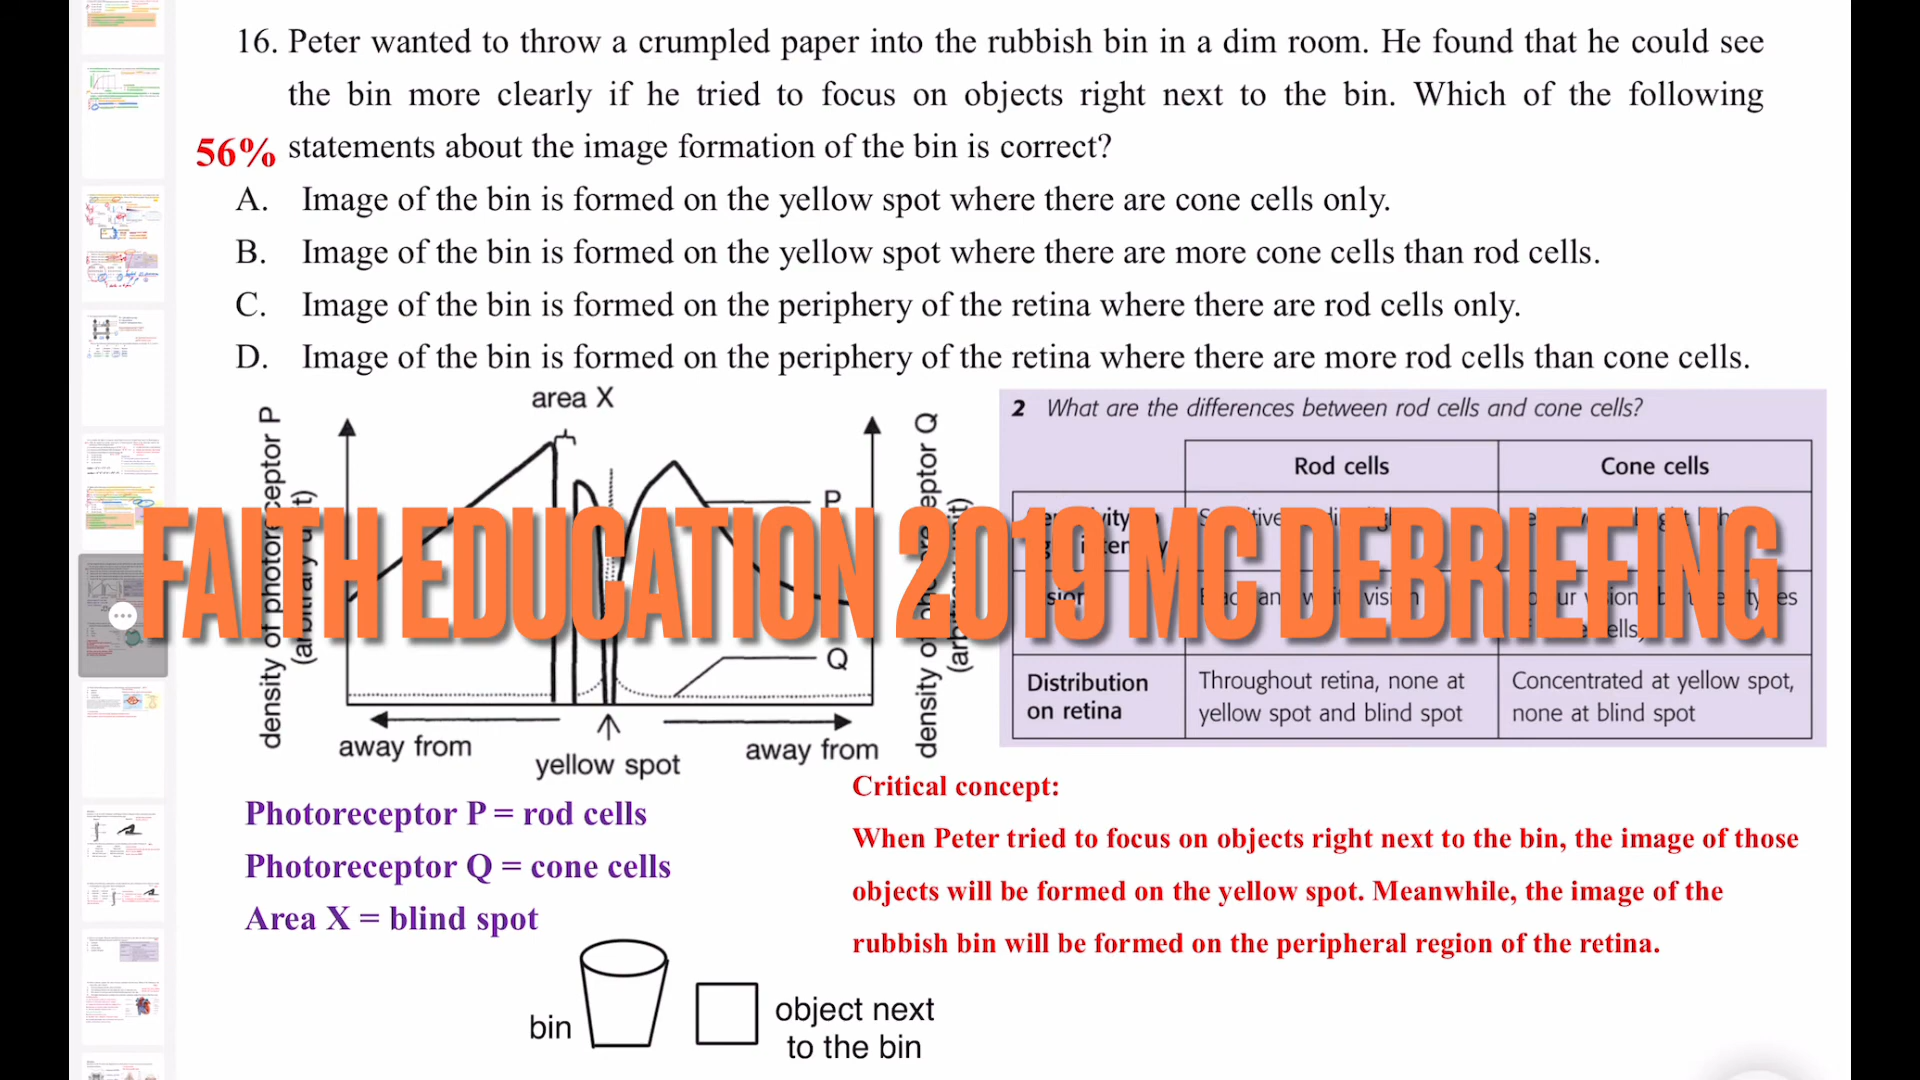 16. Peter wanted to throw a crumpled paper into the rubbish bin in a dim room. He found that he could see
the bin more clearly if he tried to focus on objects right next to the bin. Which of the following
56% statements about the image formation of the bin is correct?
A. Image of the bin is formed on the yellow spot where there are cone cells only.
B. Image of the bin is formed on the yellow spot where there are more cone cells than rod cells.
C. Image of the bin is formed on the periphery of the retina where there are rod cells only.
D. Image of the bin is formed on the periphery of the retina where there are more rod cells than cone cells.
area X
density of photoreceptor P
P
Q
away from
yellow spot
away from
2 What are the differences between rod cells and cone cells?
Rod cells Cone cells
Distribution on retina
Throughout retina, none at
yellow spot and blind spot
Concentrated at yellow spot,
none at blind spot
FAITH EDUCATION 2019 MC DEBRIEFING
Photoreceptor P = rod cells
Photoreceptor Q = cone cells
Area X = blind spot
Critical concept:
When Peter tried to focus on objects right next to the bin, the image of those
objects will be formed on the yellow spot. Meanwhile, the image of the
rubbish bin will be formed on the peripheral region of the retina.
bin
object next
to the bin